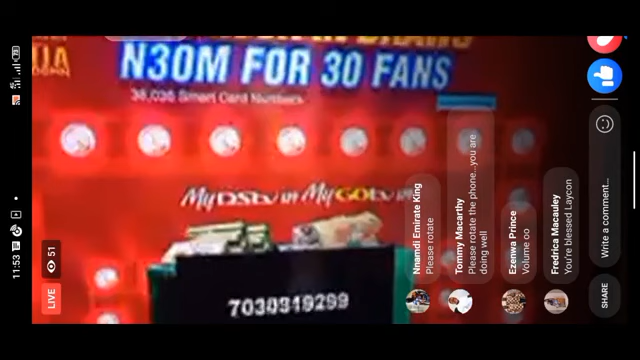 N30M FOR 30 FANS
Smart Card Numbers
MyDStv in MyGOtv
7030319299
LIVE
51
11:53
Nnamdi Emirate King
Please rotate
Tommy Macarthy
Please rotate the phone...you are
doing well
Ezenwa Prince
Volume oo
Fredrica Macauley
You're blessed Laycon
Write a comment...
SHARE